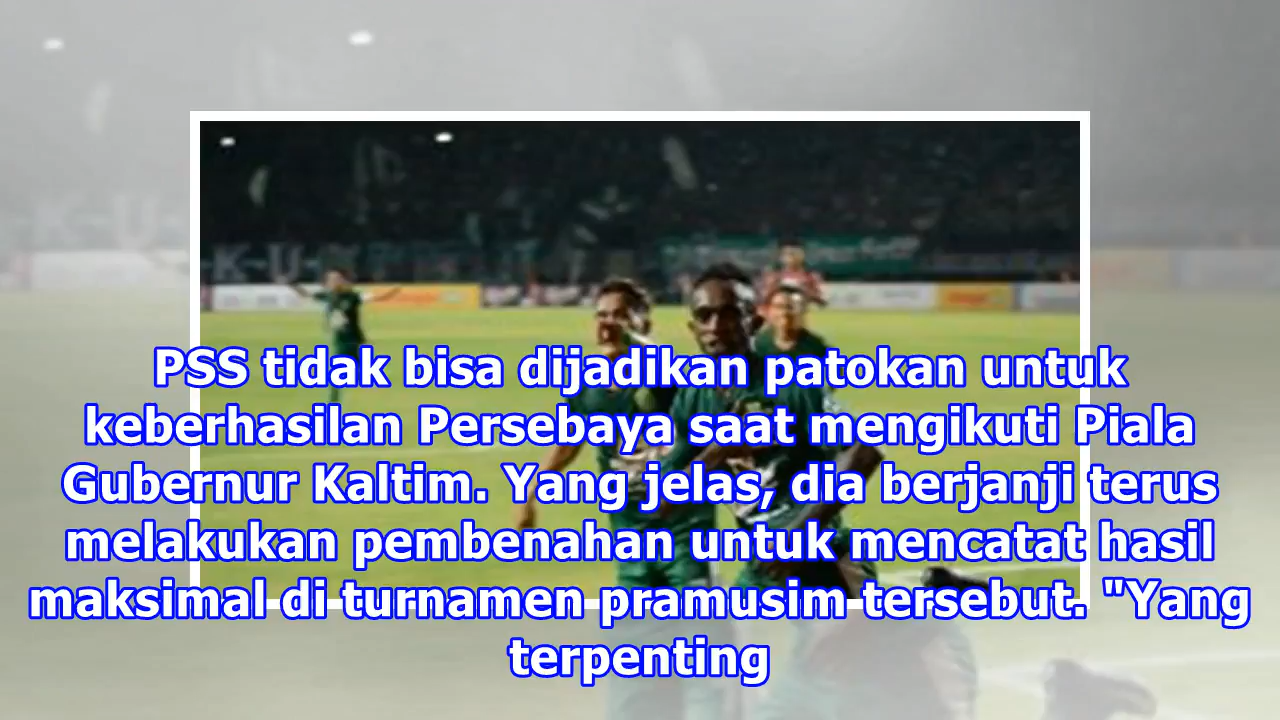 K-U-
PSS tidak bisa dijadikan patokan untuk
keberhasilan Persebaya saat mengikuti Piala
Gubernur Kaltim. Yang jelas, dia berjanji terus
melakukan pembenahan untuk mencatat hasil
maksimal di turnamen pramusim tersebut. "Yang
terpenting